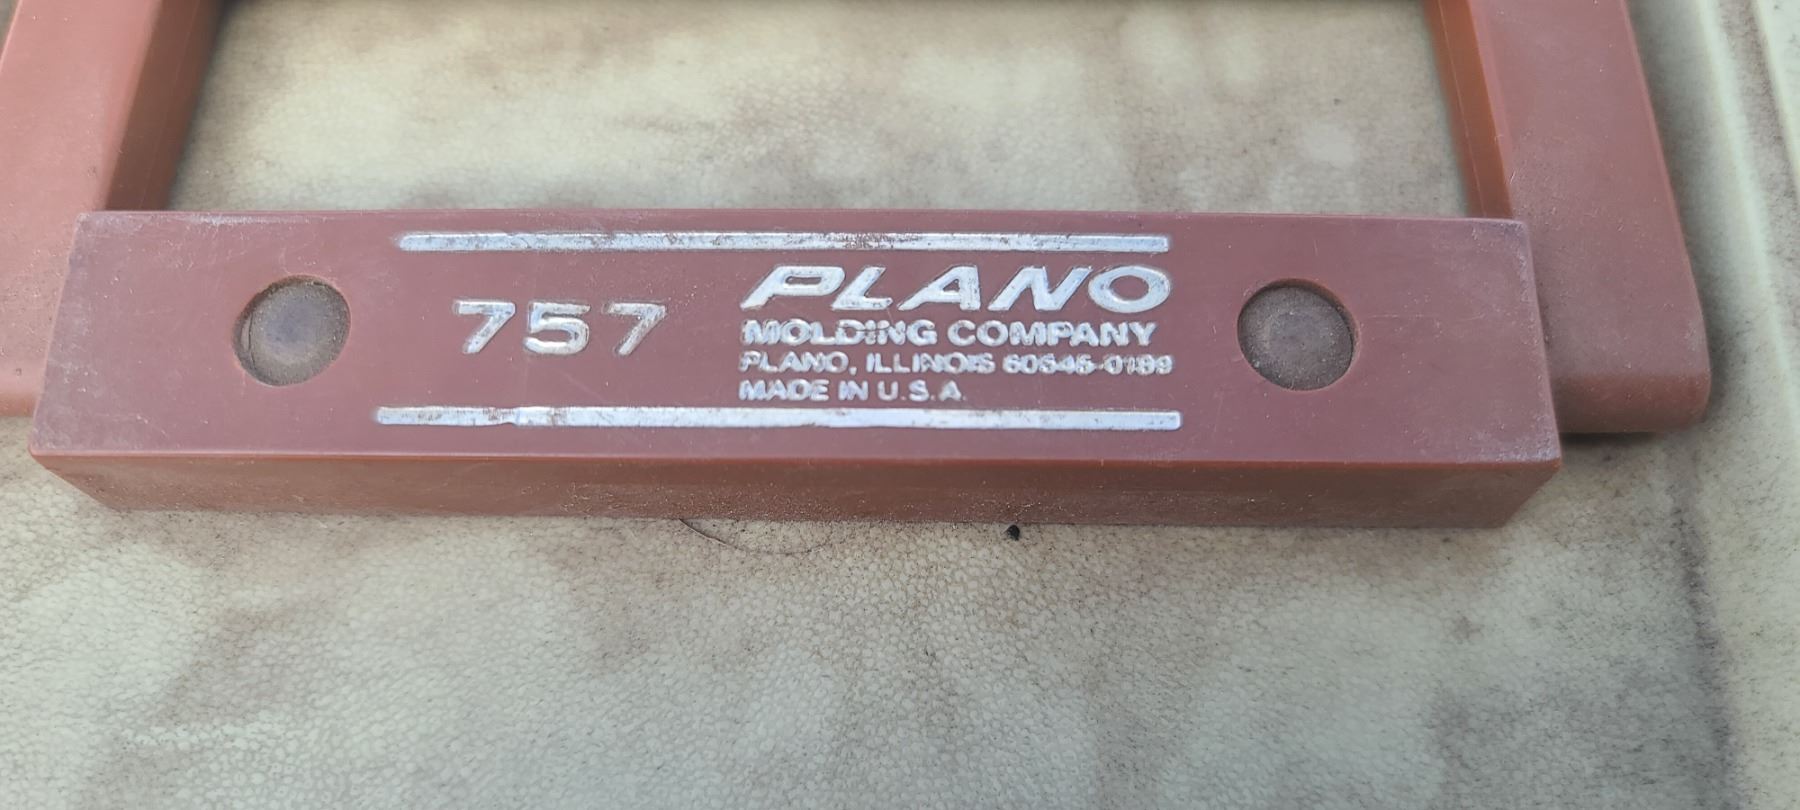 757
PLANO
MOLDING COMPANY
PLANO, ILLINOIS 60545-0189
MADE IN U.S.A.